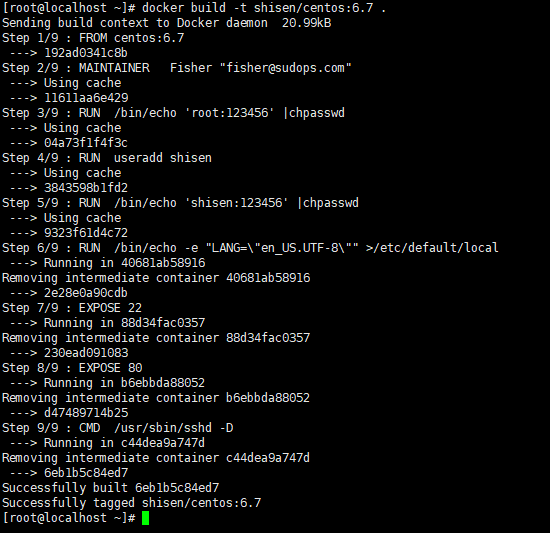 [root@localhost ~]# docker build -t shisen/centos:6.7 .
Sending build context to Docker daemon  20.99kB
Step 1/9 : FROM centos:6.7
 ---> 192ad0341c8b
Step 2/9 : MAINTAINER   Fisher "fisher@sudops.com"
 ---> Using cache
 ---> 11611aa6e429
Step 3/9 : RUN  /bin/echo 'root:123456' |chpasswd
 ---> Using cache
 ---> 04a73f1f4f3c
Step 4/9 : RUN  useradd shisen
 ---> Using cache
 ---> 3843598b1fd2
Step 5/9 : RUN  /bin/echo 'shisen:123456' |chpasswd
 ---> Using cache
 ---> 9323f61d4c72
Step 6/9 : RUN  /bin/echo -e "LANG=\"en_US.UTF-8\"" >/etc/default/local
 ---> Running in 40681ab58916
Removing intermediate container 40681ab58916
 ---> 2e28e0a90cdb
Step 7/9 : EXPOSE 22
 ---> Running in 88d34fac0357
Removing intermediate container 88d34fac0357
 ---> 230ead091083
Step 8/9 : EXPOSE 80
 ---> Running in b6ebbda88052
Removing intermediate container b6ebbda88052
 ---> d47489714b25
Step 9/9 : CMD  /usr/sbin/sshd -D
 ---> Running in c44dea9a747d
Removing intermediate container c44dea9a747d
 ---> 6eb1b5c84ed7
Successfully built 6eb1b5c84ed7
Successfully tagged shisen/centos:6.7
[root@localhost ~]#